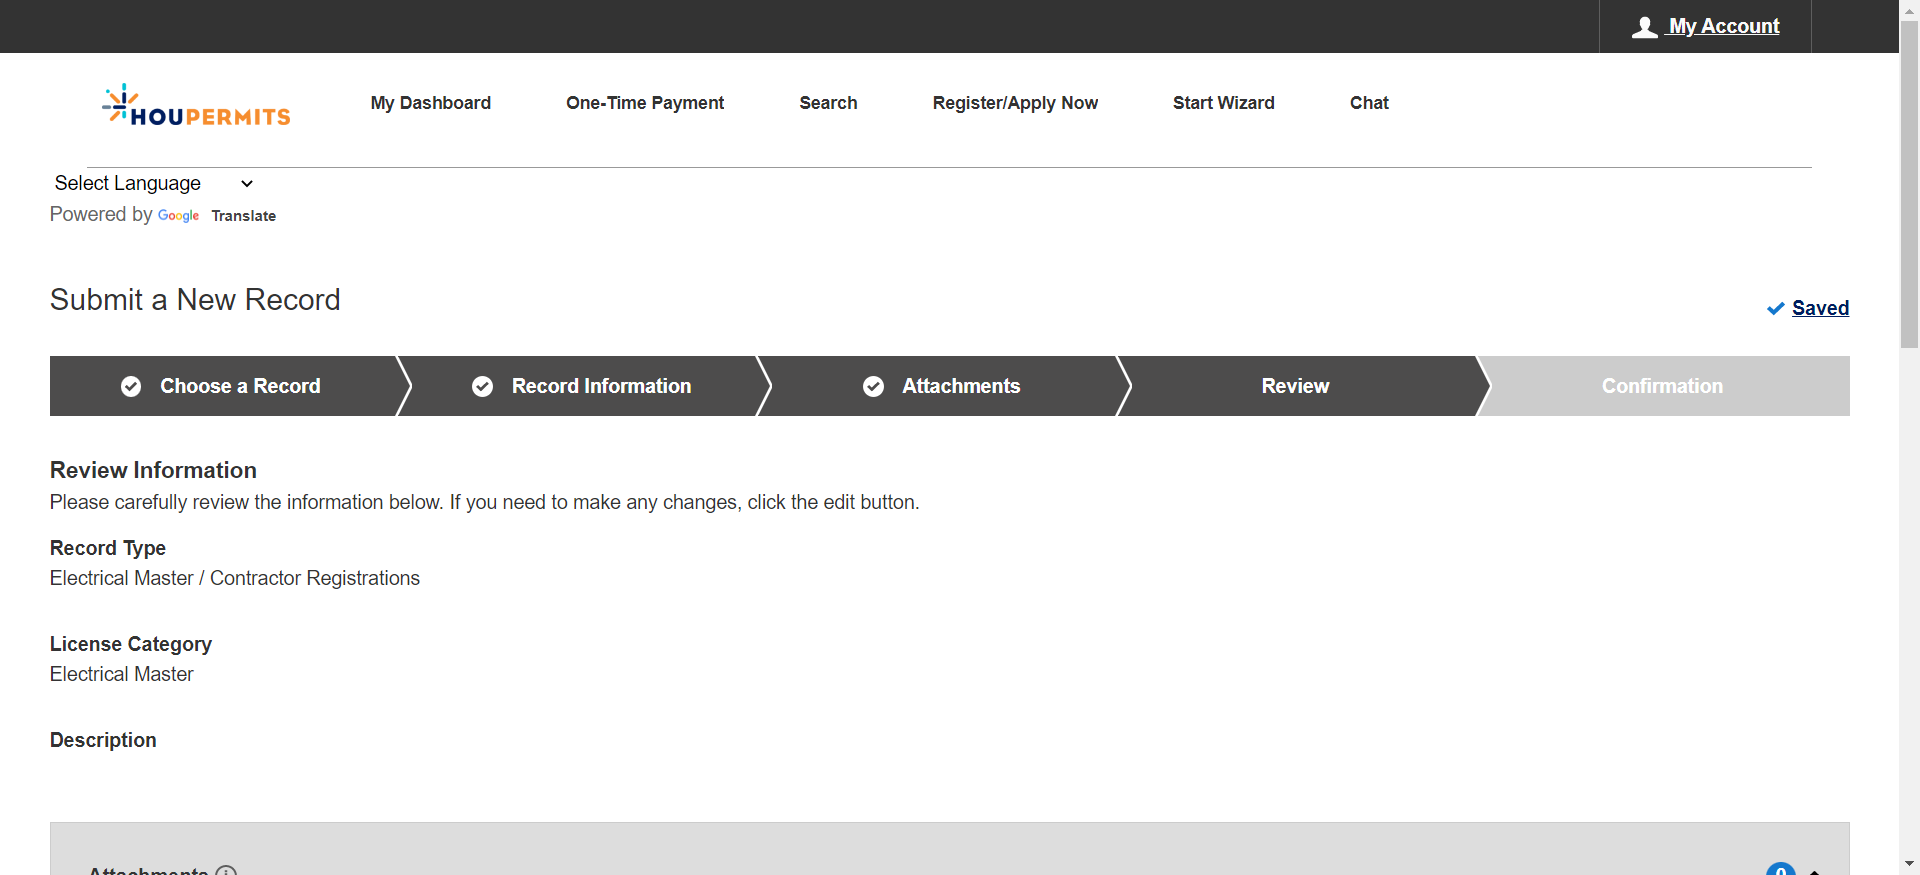 My Account
HOUPERMITS
My Dashboard
One-Time Payment
Search
Register/Apply Now
Start Wizard
Chat
Select Language
Powered by Google Translate
Submit a New Record
Saved
Choose a Record
Record Information
Attachments
Review
Confirmation
Review Information
Please carefully review the information below. If you need to make any changes, click the edit button.
Record Type
Electrical Master / Contractor Registrations
License Category
Electrical Master
Description
Attachments
0